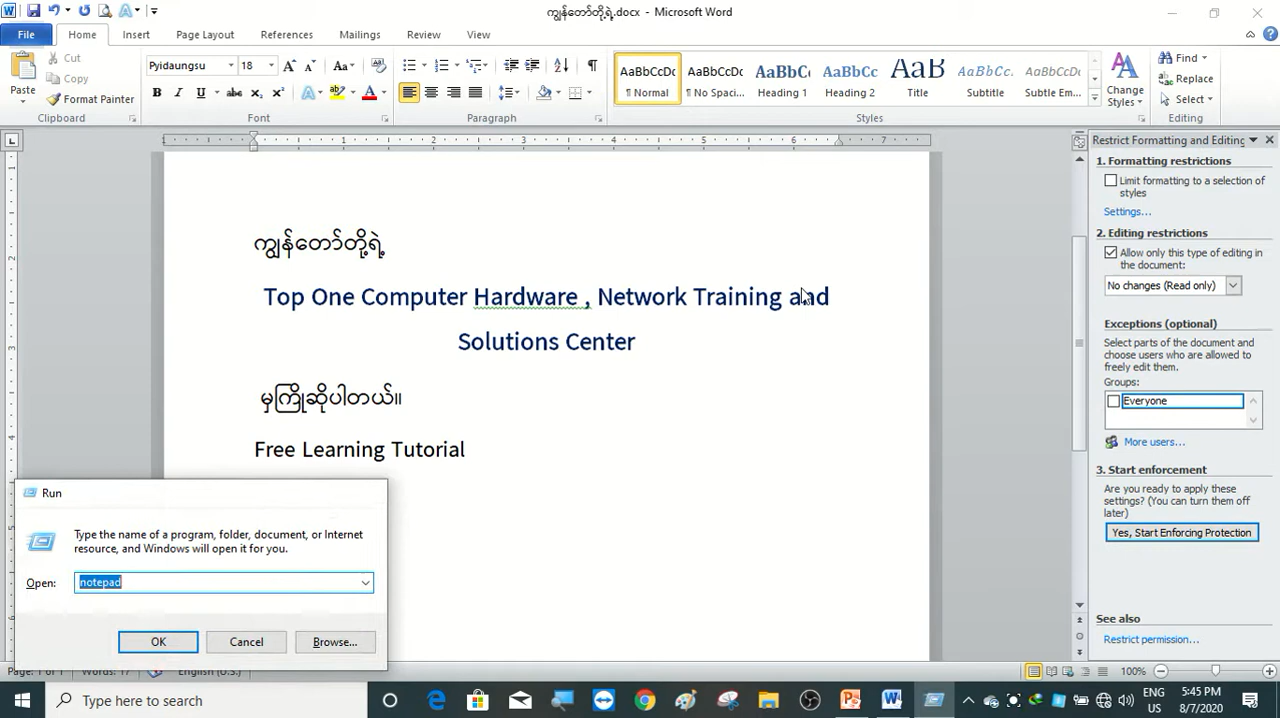 ကျွန်တော်တို့ရဲ့.docx - Microsoft Word
File Home Insert Page Layout References Mailings Review View
Paste
Cut
Copy
Format Painter
Clipboard
Pyidaungsu 18
Font
Paragraph
AaBbCcDc AaBbCcDc AaBbCc AaBbCc AaB AaBbCc. AaBbCcDc
¶ Normal ¶ No Spaci... Heading 1 Heading 2 Title Subtitle Subtle Em...
Change
Styles
Styles
Find
Replace
Select
Editing
ကျွန်တော်တို့ရဲ့
Top One Computer Hardware , Network Training and
Solutions Center
မှကြိုဆိုပါတယ်။
Free Learning Tutorial
Restrict Formatting and Editing
1. Formatting restrictions
Limit formatting to a selection of
styles
Settings...
2. Editing restrictions
Allow only this type of editing in
the document:
No changes (Read only)
Exceptions (optional)
Select parts of the document and
choose users who are allowed to
freely edit them.
Groups:
Everyone
More users...
3. Start enforcement
Are you ready to apply these
settings? (You can turn them off
later)
Yes, Start Enforcing Protection
See also
Restrict permission...
Run
Type the name of a program, folder, document, or Internet
resource, and Windows will open it for you.
Open: notepad
OK Cancel Browse...
Page: 1 of 1 Words: 17 English (U.S.)
100%
Type here to search
ENG
US
5:45 PM
8/7/2020